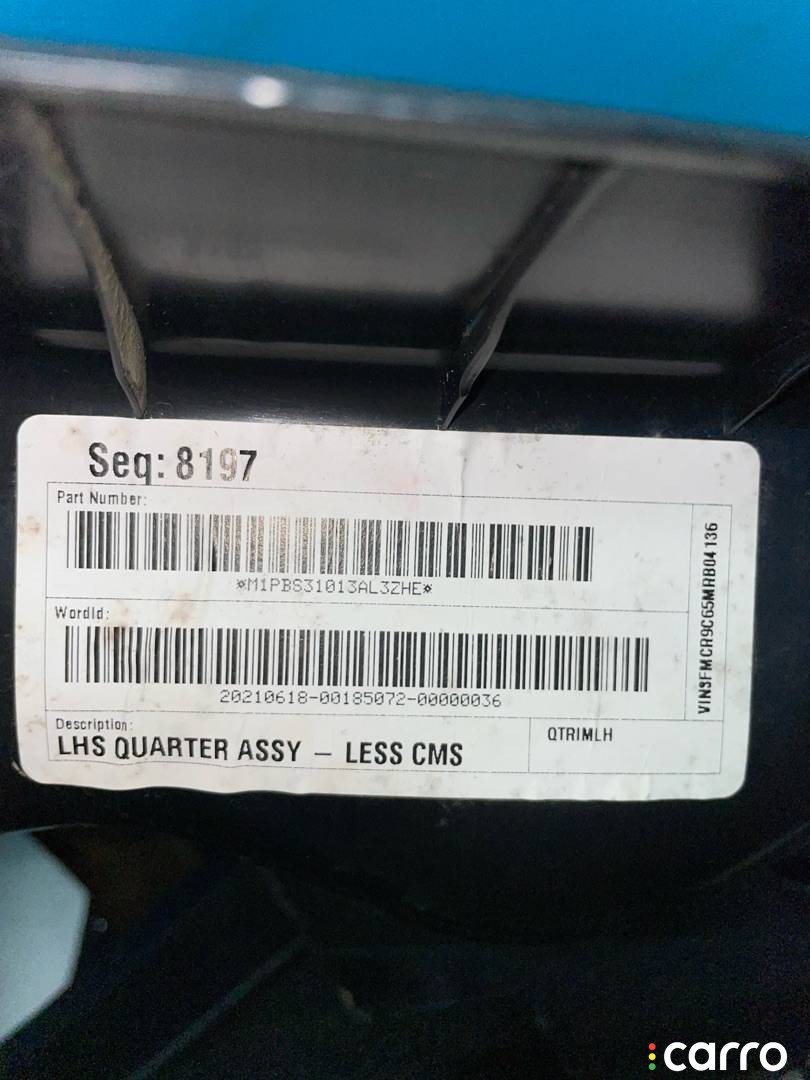 Seq: 8197
Part Number:
*M1PBS31013AL3ZHE*
WordId:
20210618-00185072-00000036
Description:
LHS QUARTER ASSY – LESS CMS
QTRIMLH
VIN3FMCR9C65MRB04136
carro